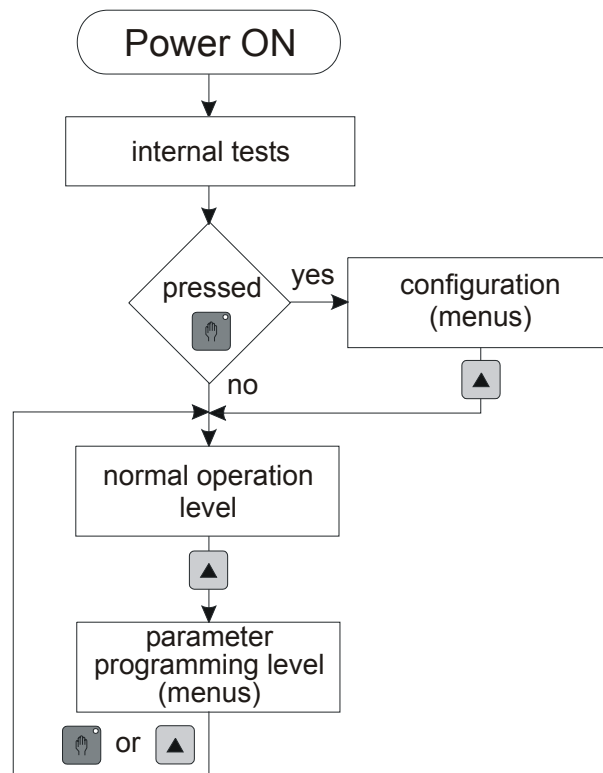 Power ON
internal tests
pressed
yes
configuration
(menus)
no
normal operation
level
parameter
programming level
(menus)
or